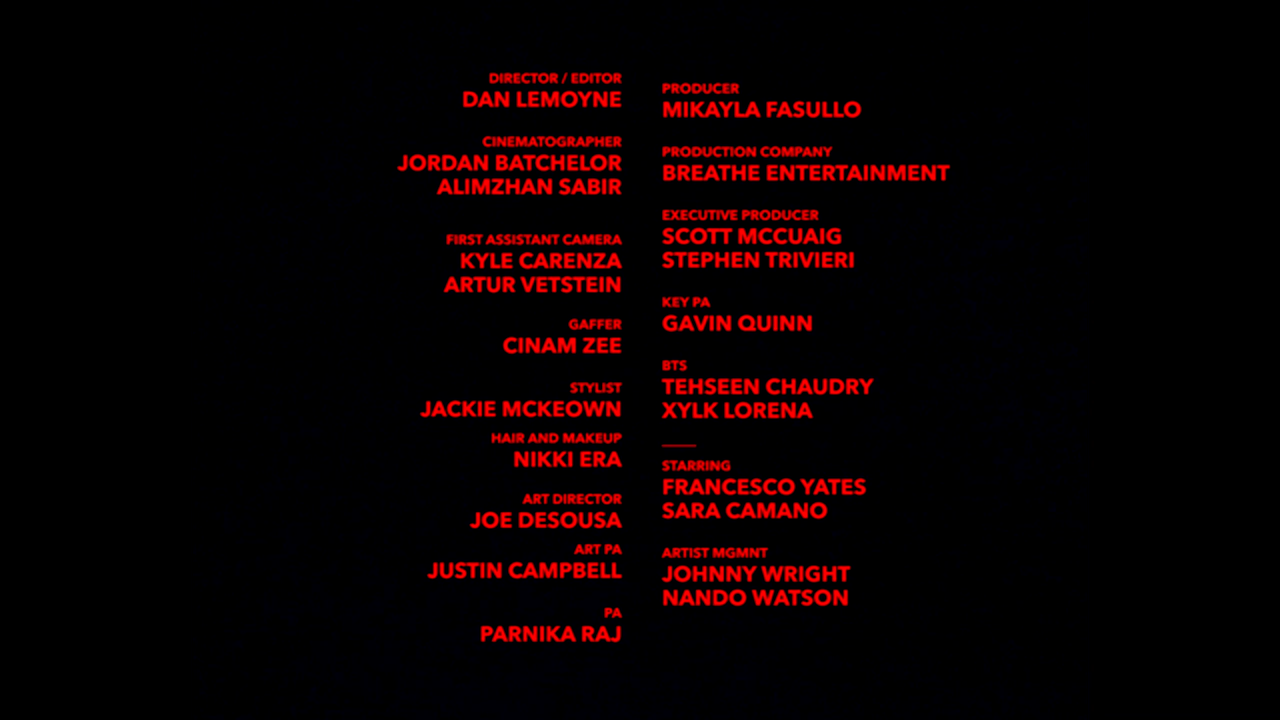 DIRECTOR / EDITOR
DAN LEMOYNE
CINEMATOGRAPHER
JORDAN BATCHELOR
ALIMZHAN SABIR
FIRST ASSISTANT CAMERA
KYLE CARENZA
ARTUR VETSTEIN
GAFFER
CINAM ZEE
STYLIST
JACKIE MCKEOWN
HAIR AND MAKEUP
NIKKI ERA
ART DIRECTOR
JOE DESOUSA
ART PA
JUSTIN CAMPBELL
PA
PARNIKA RAJ
PRODUCER
MIKAYLA FASULLO
PRODUCTION COMPANY
BREATHE ENTERTAINMENT
EXECUTIVE PRODUCER
SCOTT MCCUAIG
STEPHEN TRIVIERI
KEY PA
GAVIN QUINN
BTS
TEHSEEN CHAUDRY
XYLK LORENA
STARRING
FRANCESCO YATES
SARA CAMANO
ARTIST MGMNT
JOHNNY WRIGHT
NANDO WATSON